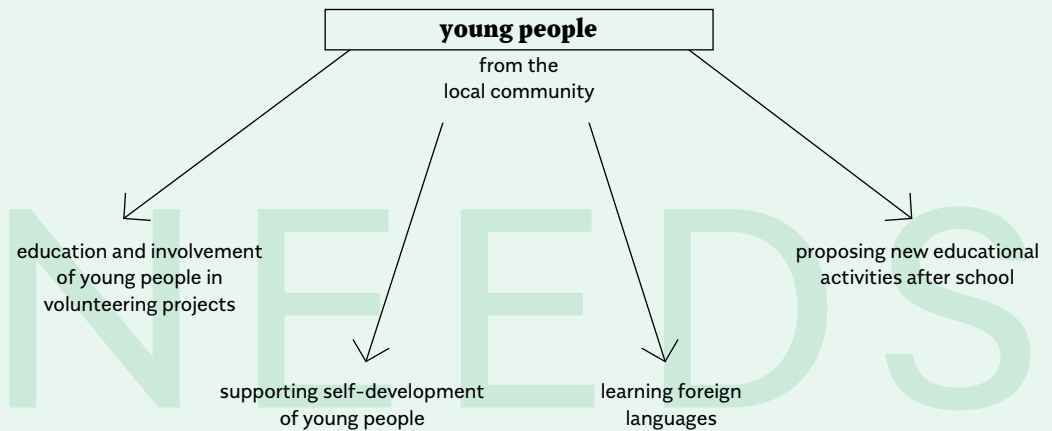 young people
from the
local community
NEEDS
education and involvement
of young people in
volunteering projects
proposing new educational
activities after school
supporting self-development
of young people
learning foreign
languages